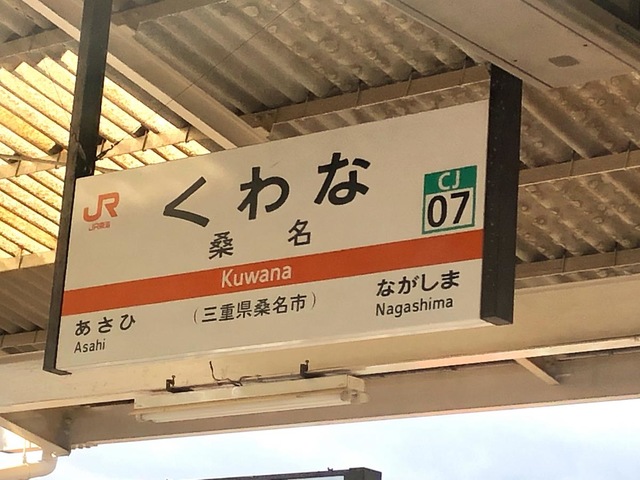 JR
JR東海
くわな
桑名
CJ
07
Kuwana
あさひ
Asahi
(三重県桑名市)
ながしま
Nagashima